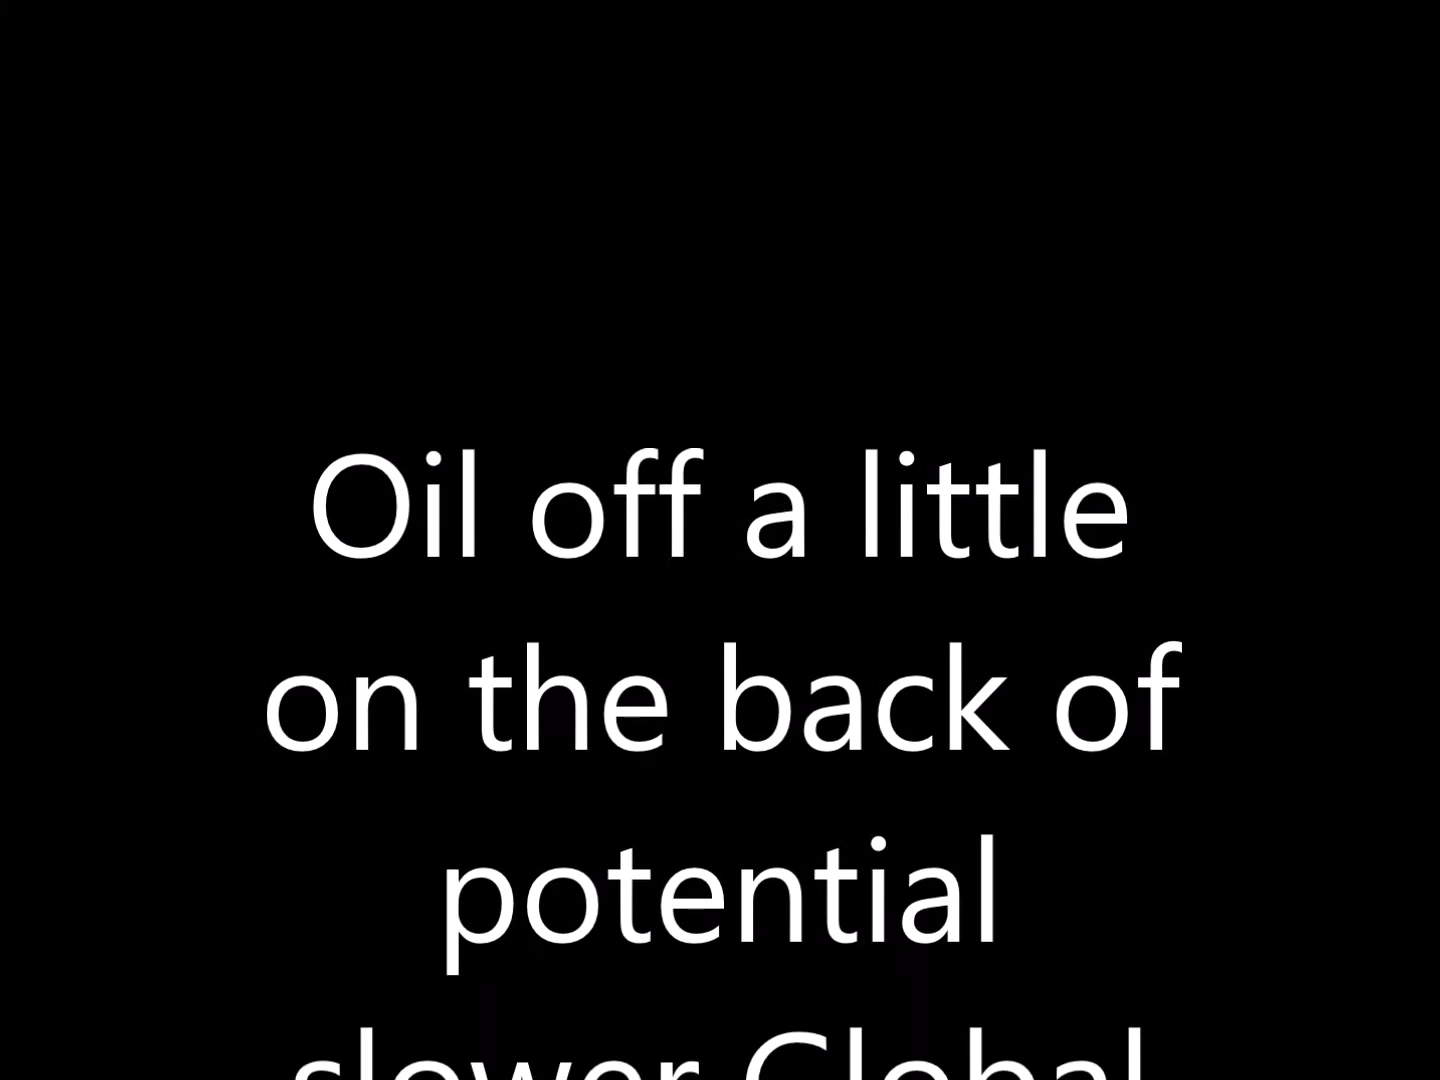 Oil off a little
on the back of
potential
slower Global